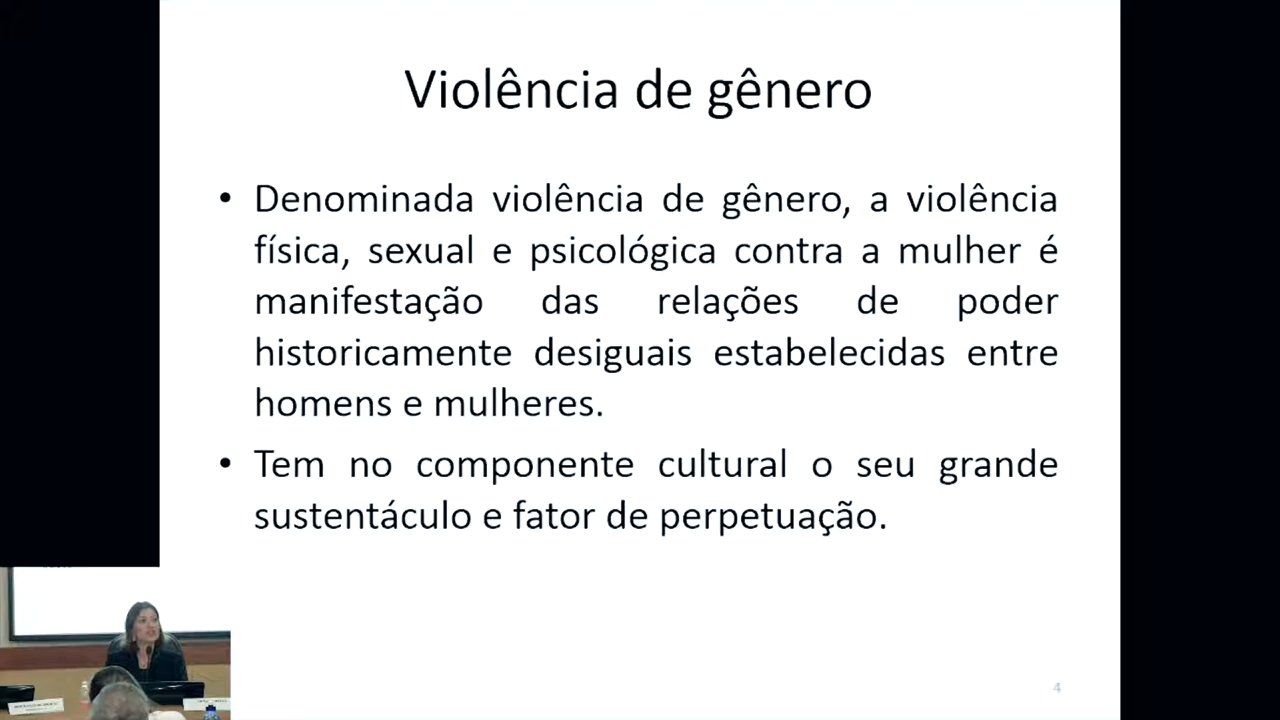 Violência de gênero
• Denominada violência de gênero, a violência
física, sexual e psicológica contra a mulher é
manifestação das relações de poder
historicamente desiguais estabelecidas entre
homens e mulheres.
• Tem no componente cultural o seu grande
sustentáculo e fator de perpetuação.
4